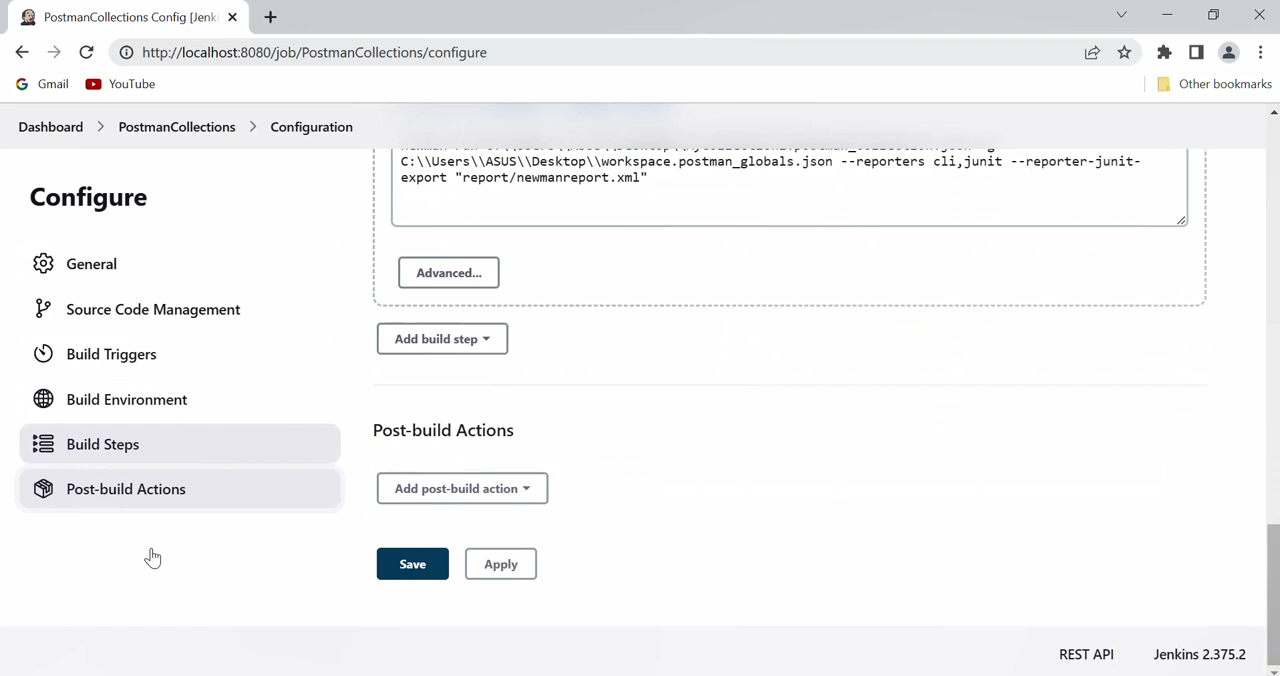 PostmanCollections Config [Jenki
http://localhost:8080/job/PostmanCollections/configure
Gmail
YouTube
Other bookmarks
Dashboard
PostmanCollections
Configuration
C:\\Users\\ASUS\\Desktop\\workspace.postman_globals.json --reporters cli,junit --reporter-junit-
export "report/newmanreport.xml"
Configure
General
Advanced...
Source Code Management
Add build step
Build Triggers
Build Environment
Post-build Actions
Build Steps
Post-build Actions
Add post-build action
Save
Apply
REST API
Jenkins 2.375.2